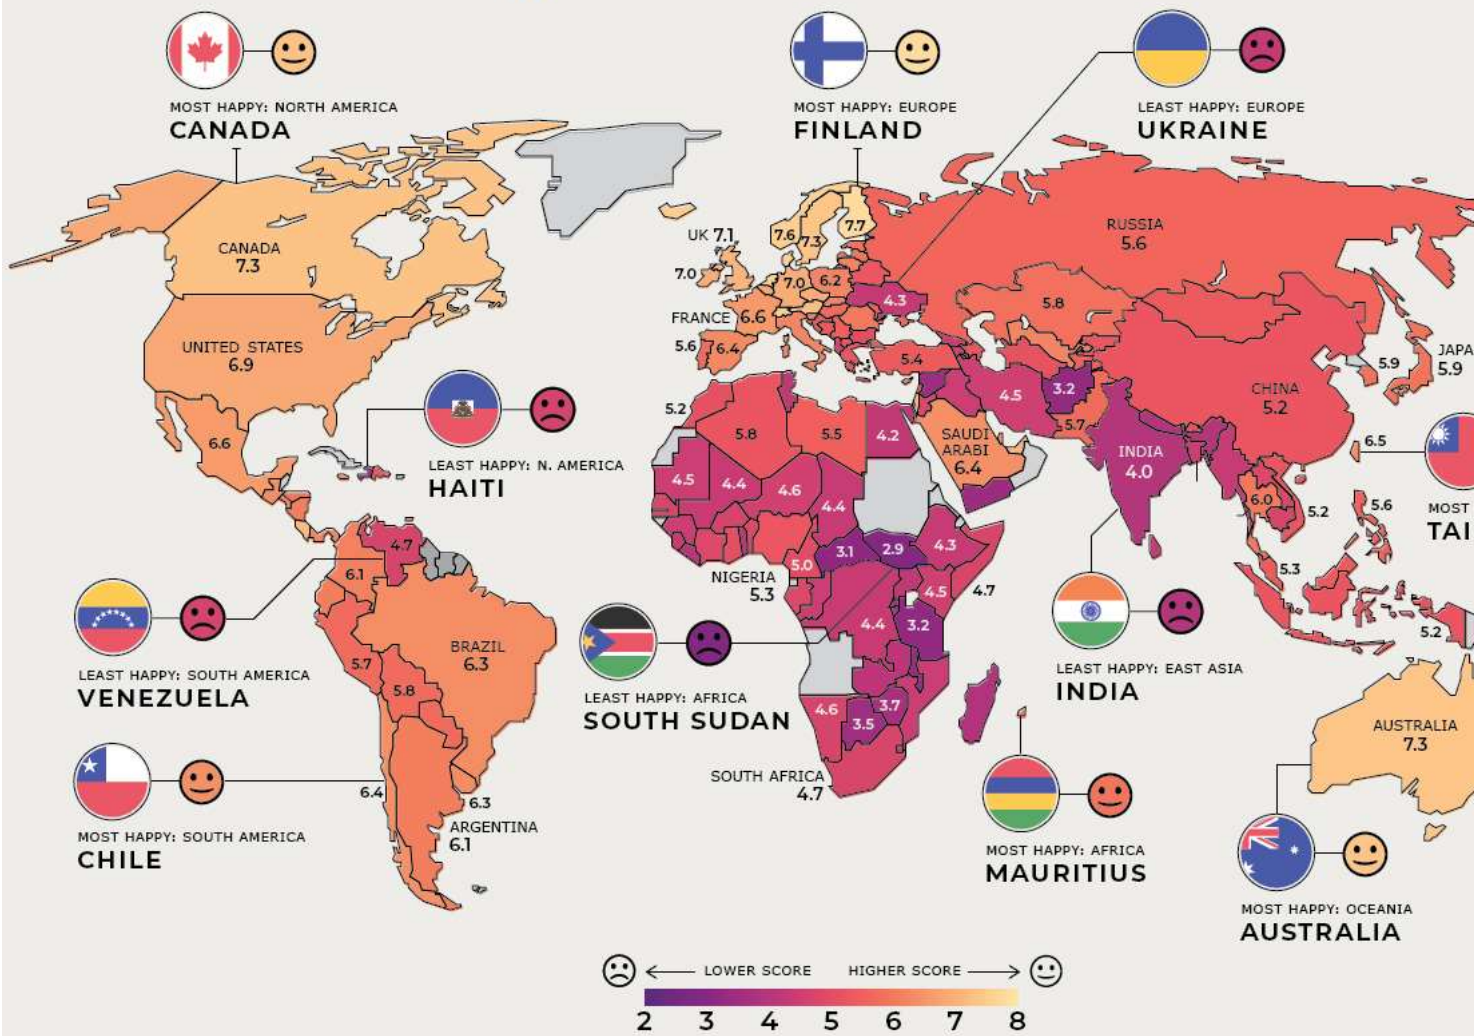 MOST HAPPY: NORTH AMERICA
CANADA
MOST HAPPY: EUROPE
FINLAND
LEAST HAPPY: EUROPE
UKRAINE
CANADA
7.3
UNITED STATES
6.9
6.6
UK 7.1
7.0
7.6
7.3
7.7
7.0
6.2
FRANCE 6.6
5.6
6.4
4.3
RUSSIA
5.6
5.8
5.4
4.5
3.2
5.7
CHINA
5.2
5.9
JAPA
5.9
LEAST HAPPY: N. AMERICA
HAITI
5.2
5.8
5.5
4.2
SAUDI
ARABI
6.4
INDIA
4.0
6.5
MOST
TAI
4.5
4.4
4.6
4.4
6.0
5.2
5.6
5.3
5.2
4.7
6.1
BRAZIL
6.3
5.7
5.8
LEAST HAPPY: SOUTH AMERICA
VENEZUELA
NIGERIA
5.3
5.0
3.1
2.9
4.3
4.7
4.5
4.4
3.2
LEAST HAPPY: AFRICA
SOUTH SUDAN
LEAST HAPPY: EAST ASIA
INDIA
4.6
3.5
3.7
SOUTH AFRICA
4.7
AUSTRALIA
7.3
6.4
6.3
ARGENTINA
6.1
MOST HAPPY: SOUTH AMERICA
CHILE
MOST HAPPY: AFRICA
MAURITIUS
MOST HAPPY: OCEANIA
AUSTRALIA
LOWER SCORE HIGHER SCORE
2 3 4 5 6 7 8